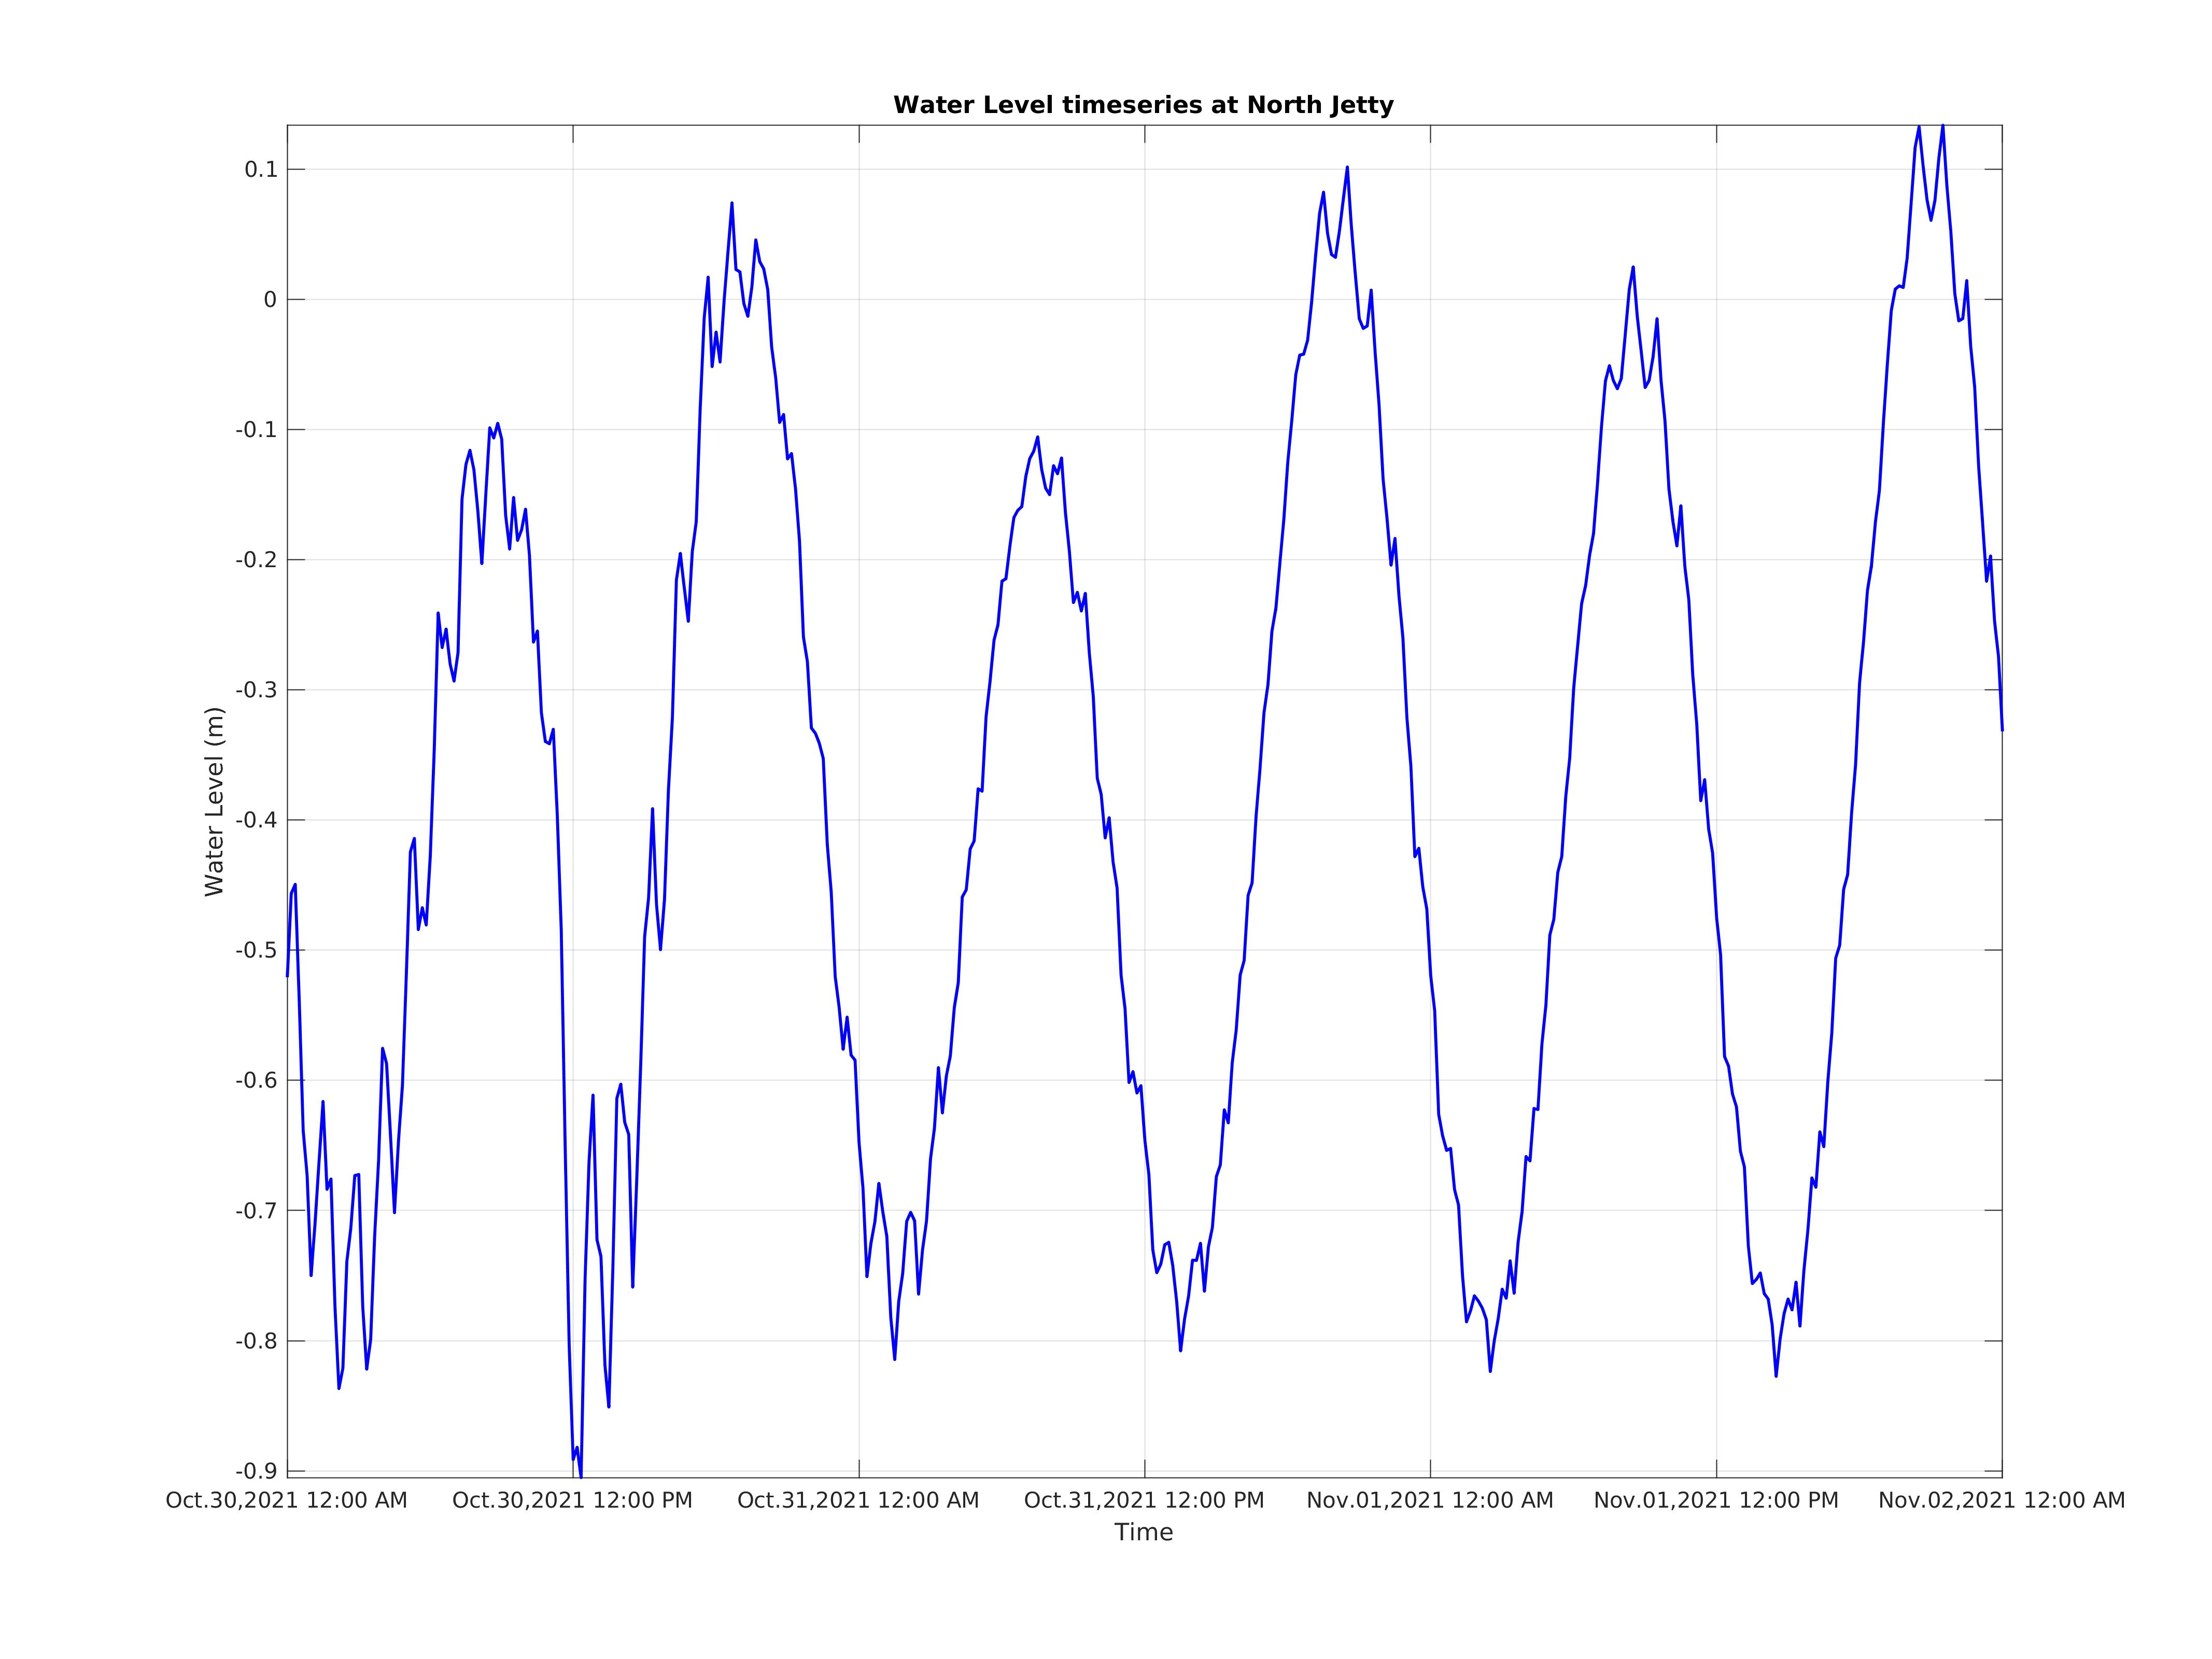 Water Level timeseries at North Jetty
Water Level (m)
0.1
0
-0.1
-0.2
-0.3
-0.4
-0.5
-0.6
-0.7
-0.8
-0.9
Oct.30,2021 12:00 AM
Oct.30,2021 12:00 PM
Oct.31,2021 12:00 AM
Oct.31,2021 12:00 PM
Nov.01,2021 12:00 AM
Nov.01,2021 12:00 PM
Nov.02,2021 12:00 AM
Time